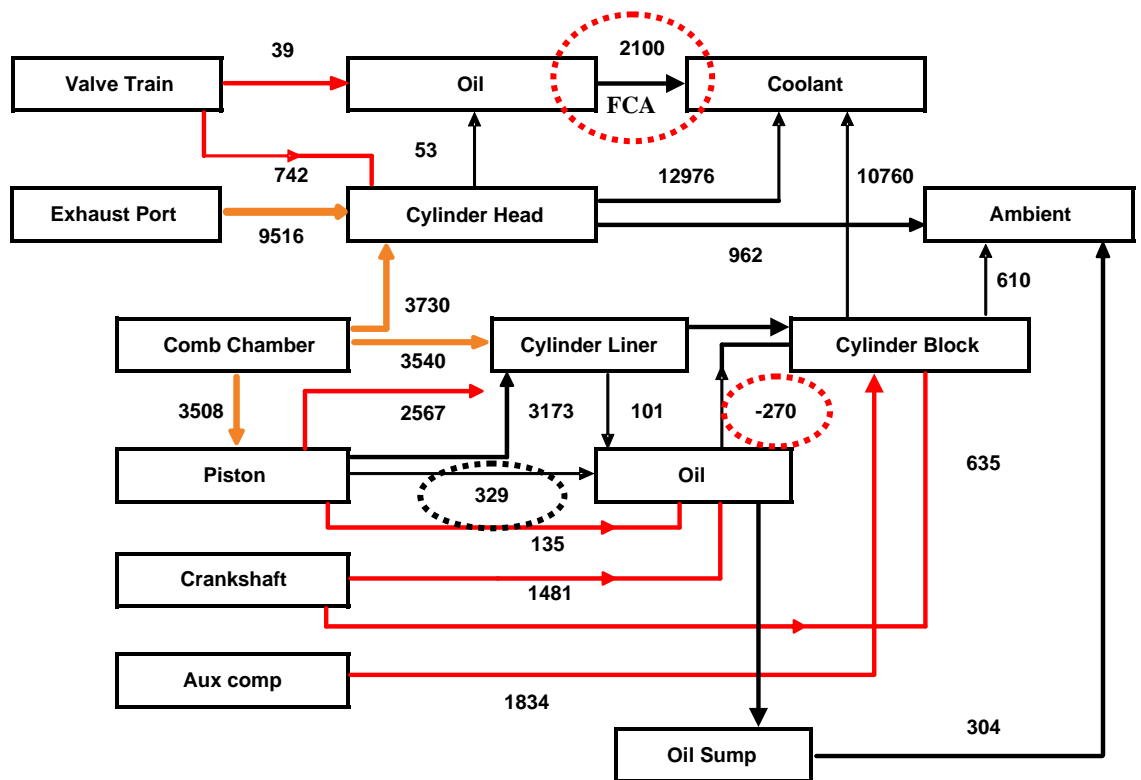 39
2100
Valve Train
Oil
Coolant
FCA
53
742
12976
10760
Exhaust Port
Cylinder Head
Ambient
9516
962
610
3730
Comb Chamber
Cylinder Liner
Cylinder Block
3540
3508
2567
3173
101
-270
635
Piston
Oil
329
135
Crankshaft
1481
Aux comp
1834
304
Oil Sump